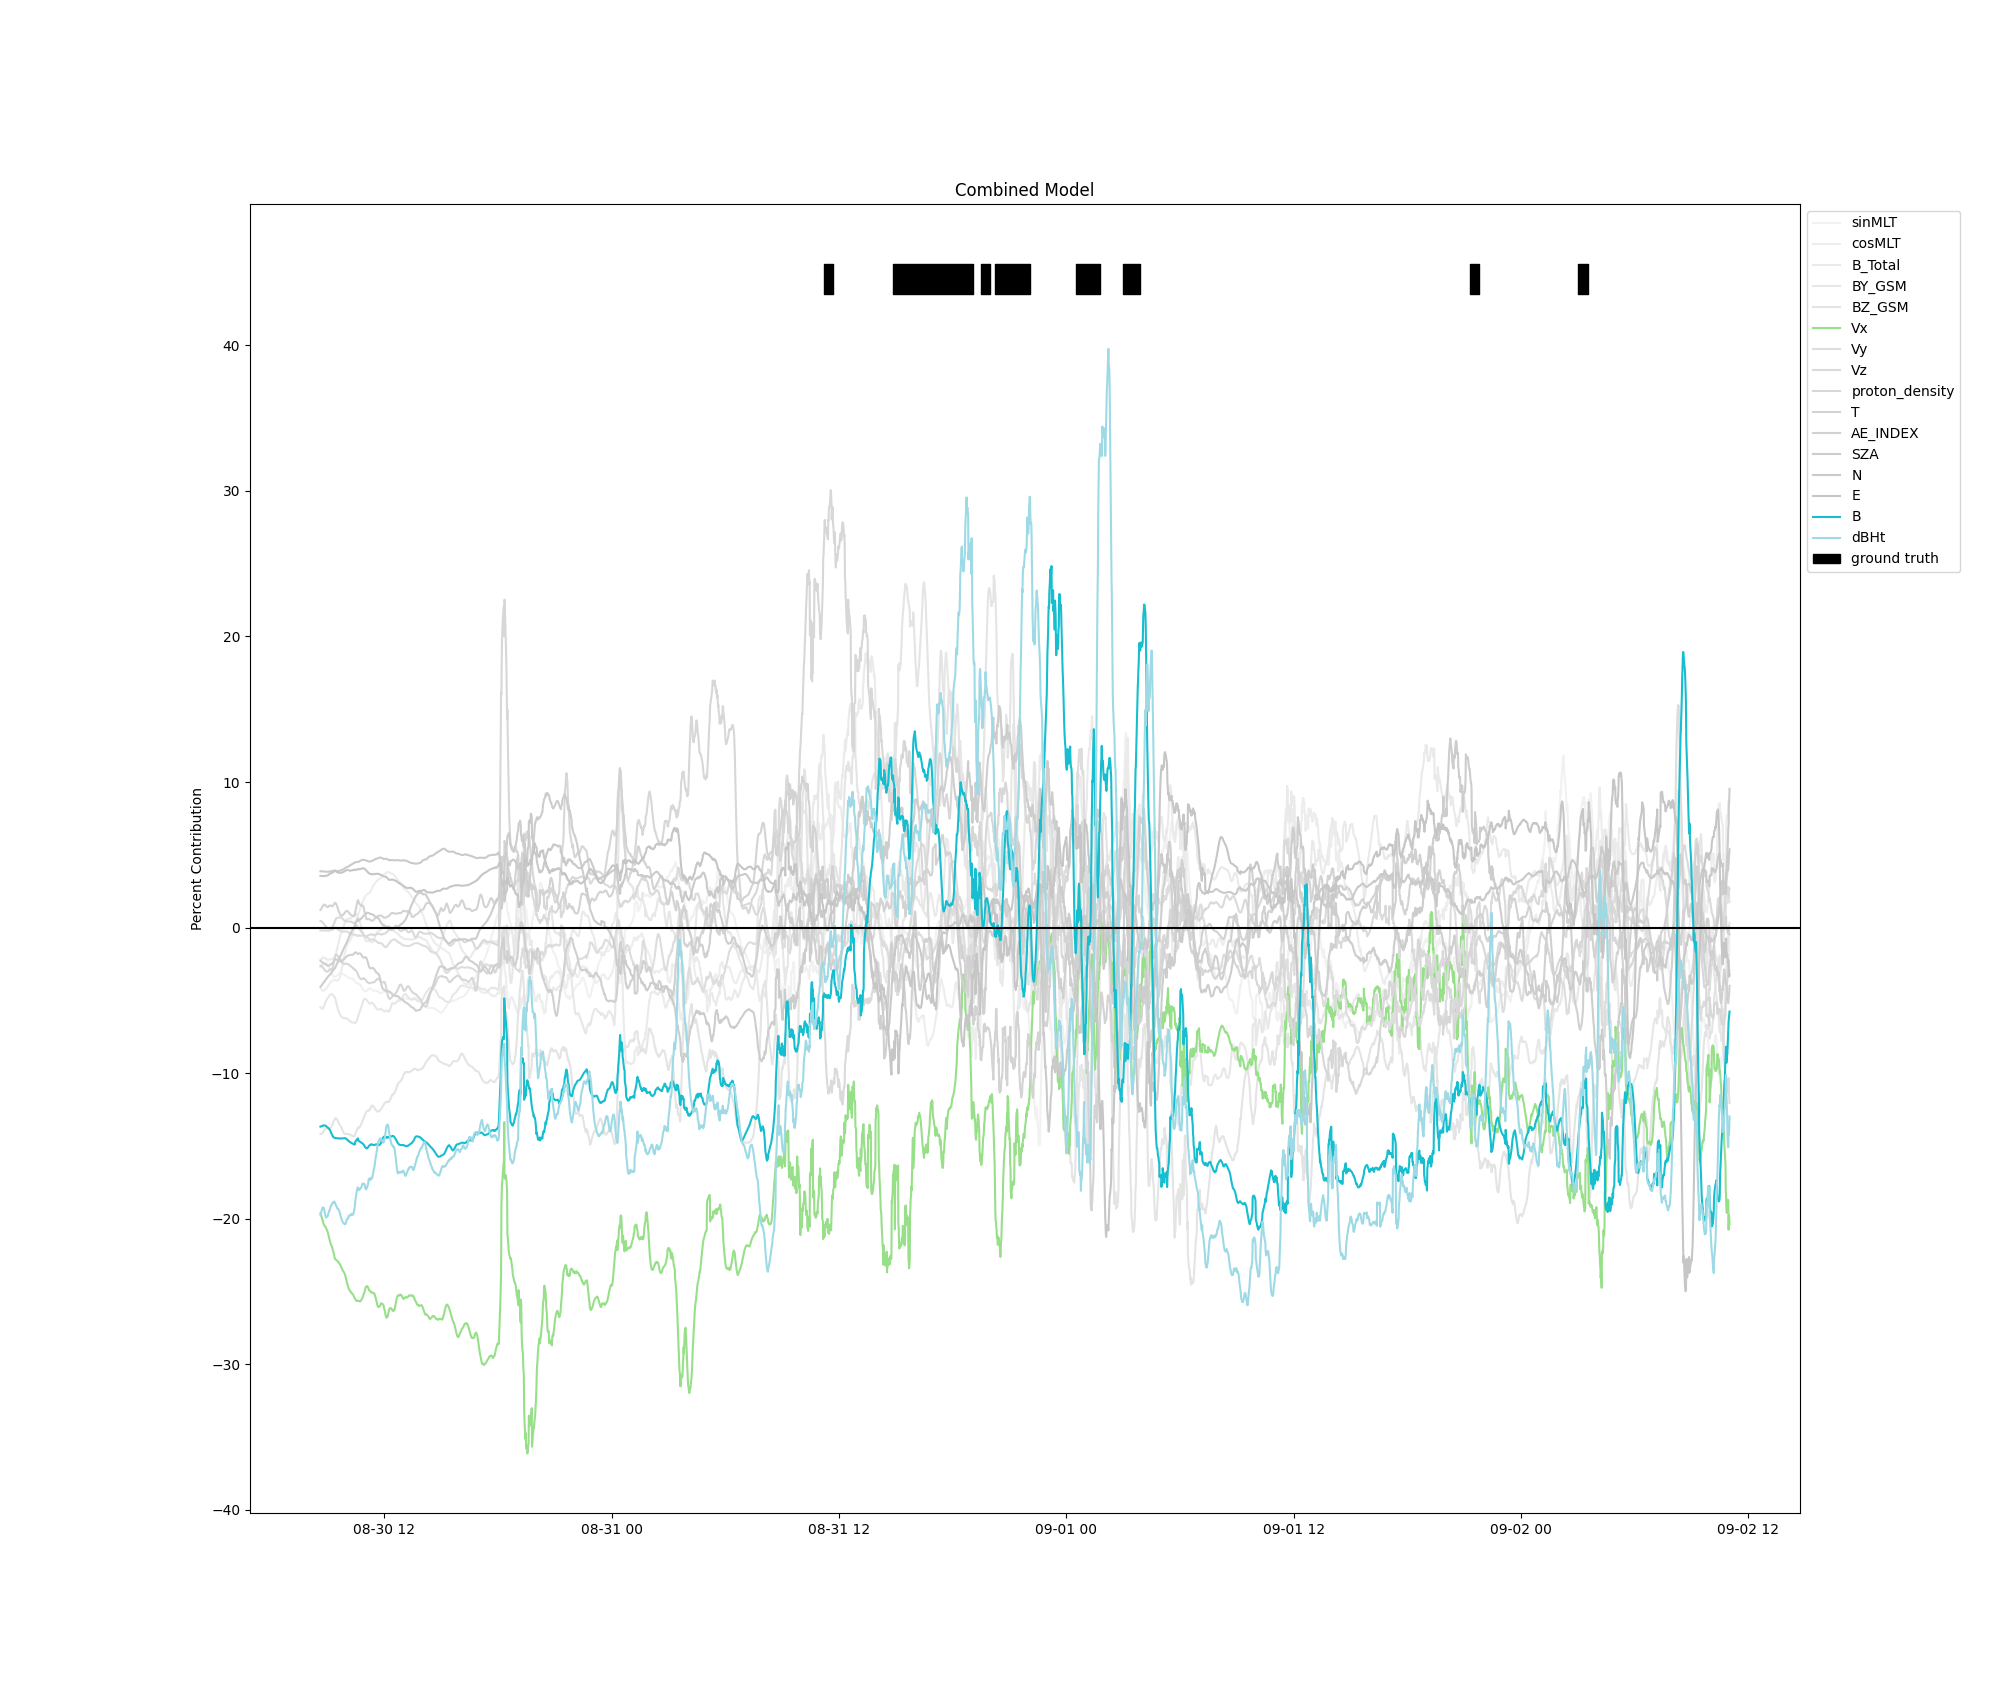 Combined Model
sinMLT
cosMLT
B_Total
BY_GSM
BZ_GSM
Vx
Vy
Vz
proton_density
T
AE_INDEX
SZA
N
E
B
dBHt
ground truth
Percent Contribution
40
30
20
10
0
−10
−20
−30
−40
08-30 12
08-31 00
08-31 12
09-01 00
09-01 12
09-02 00
09-02 12